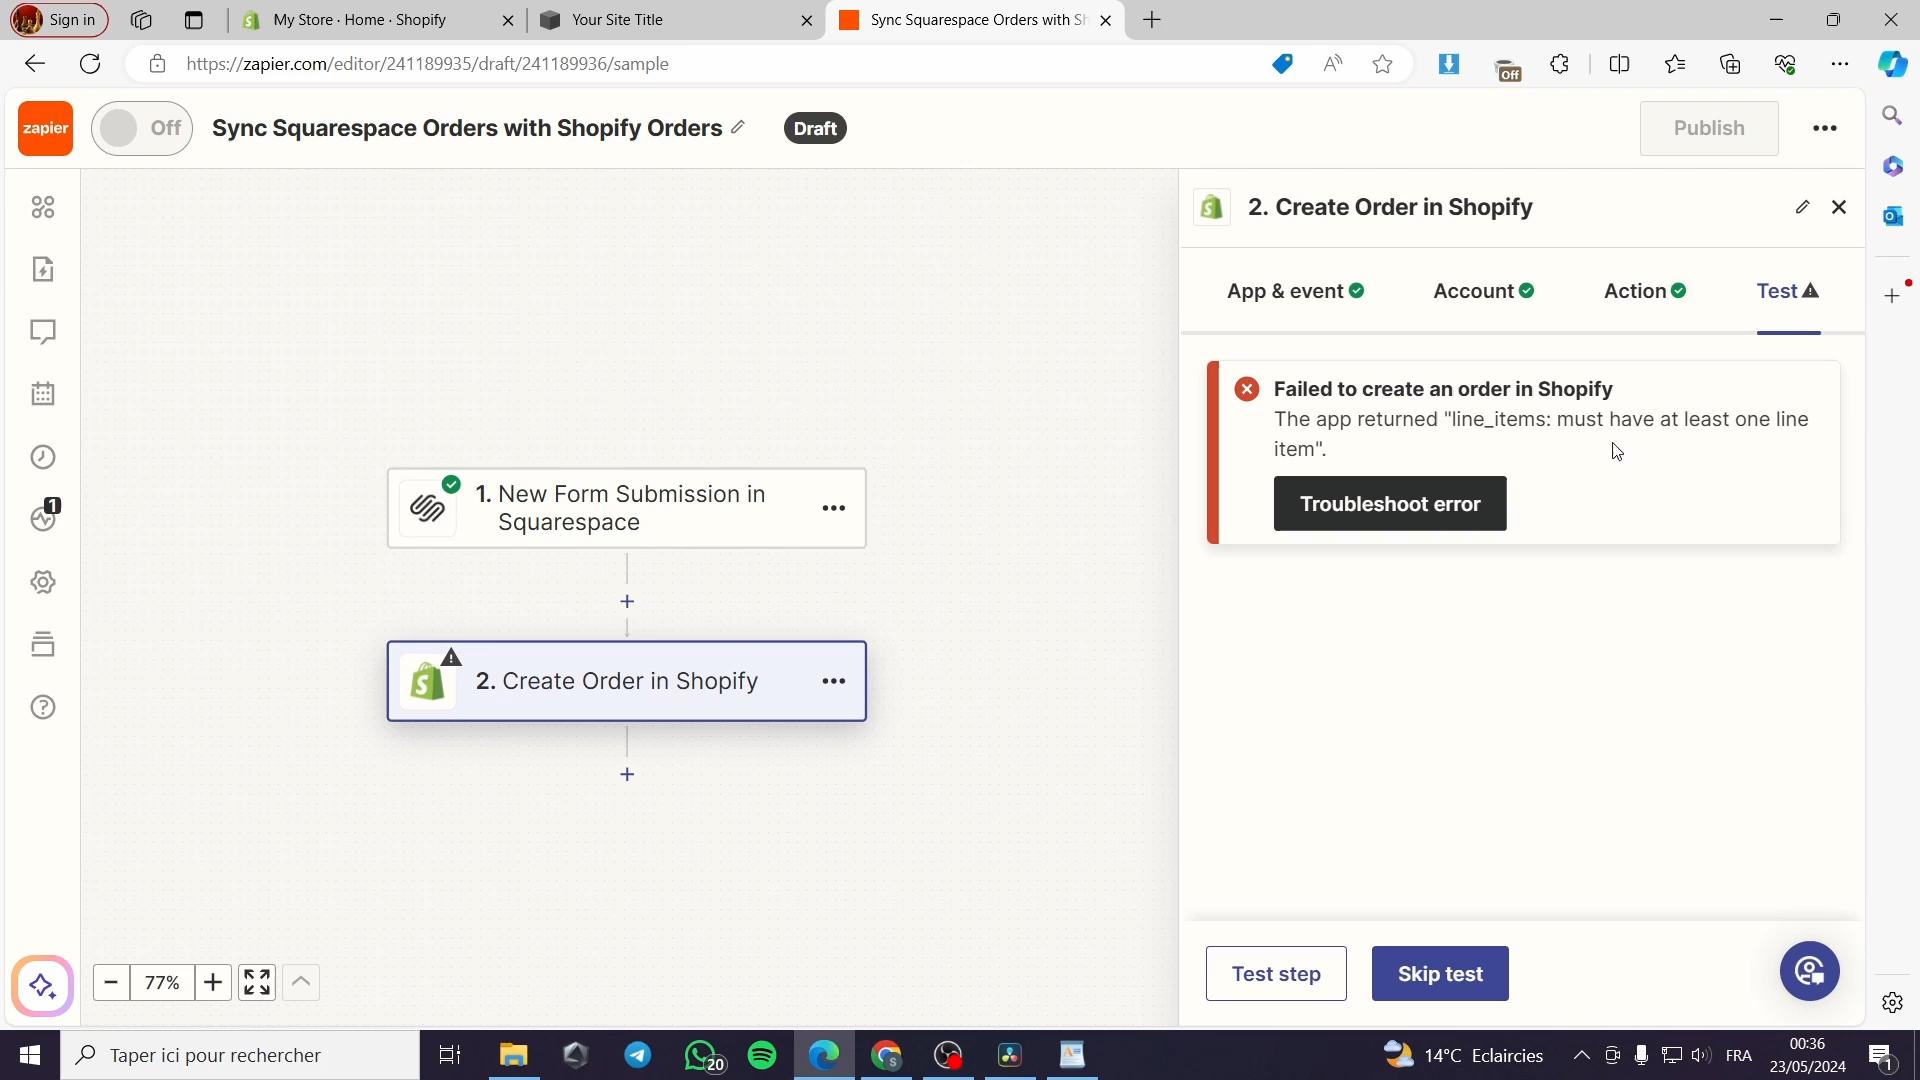 Sign in
My Store · Home · Shopify
Your Site Title
Sync Squarespace Orders with Sh
https://zapier.com/editor/241189935/draft/241189936/sample
Off
zapier
Off
Sync Squarespace Orders with Shopify Orders
Draft
Publish
2. Create Order in Shopify
App & event
Account
Action
Test
Failed to create an order in Shopify
The app returned "line_items: must have at least one line
item".
Troubleshoot error
1. New Form Submission in
Squarespace
1
2. Create Order in Shopify
77%
Test step
Skip test
Taper ici pour rechercher
20
14°C Eclaircies
FRA
00:36
23/05/2024
1